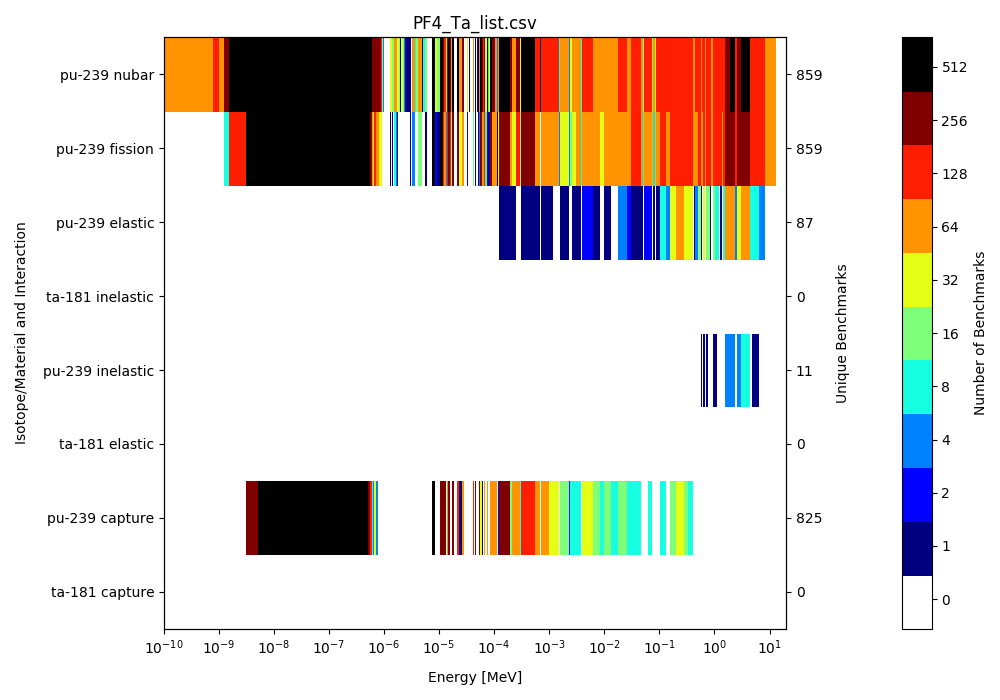 PF4_Ta_list.csv
Isotope/Material and Interaction
pu-239 nubar
pu-239 fission
pu-239 elastic
ta-181 inelastic
pu-239 inelastic
ta-181 elastic
pu-239 capture
ta-181 capture
859
859
87
0
11
0
825
0
Unique Benchmarks
512
256
128
64
32
16
8
4
2
1
0
Number of Benchmarks
10⁻¹⁰ 10⁻⁹ 10⁻⁸ 10⁻⁷ 10⁻⁶ 10⁻⁵ 10⁻⁴ 10⁻³ 10⁻² 10⁻¹ 10⁰ 10¹
Energy [MeV]